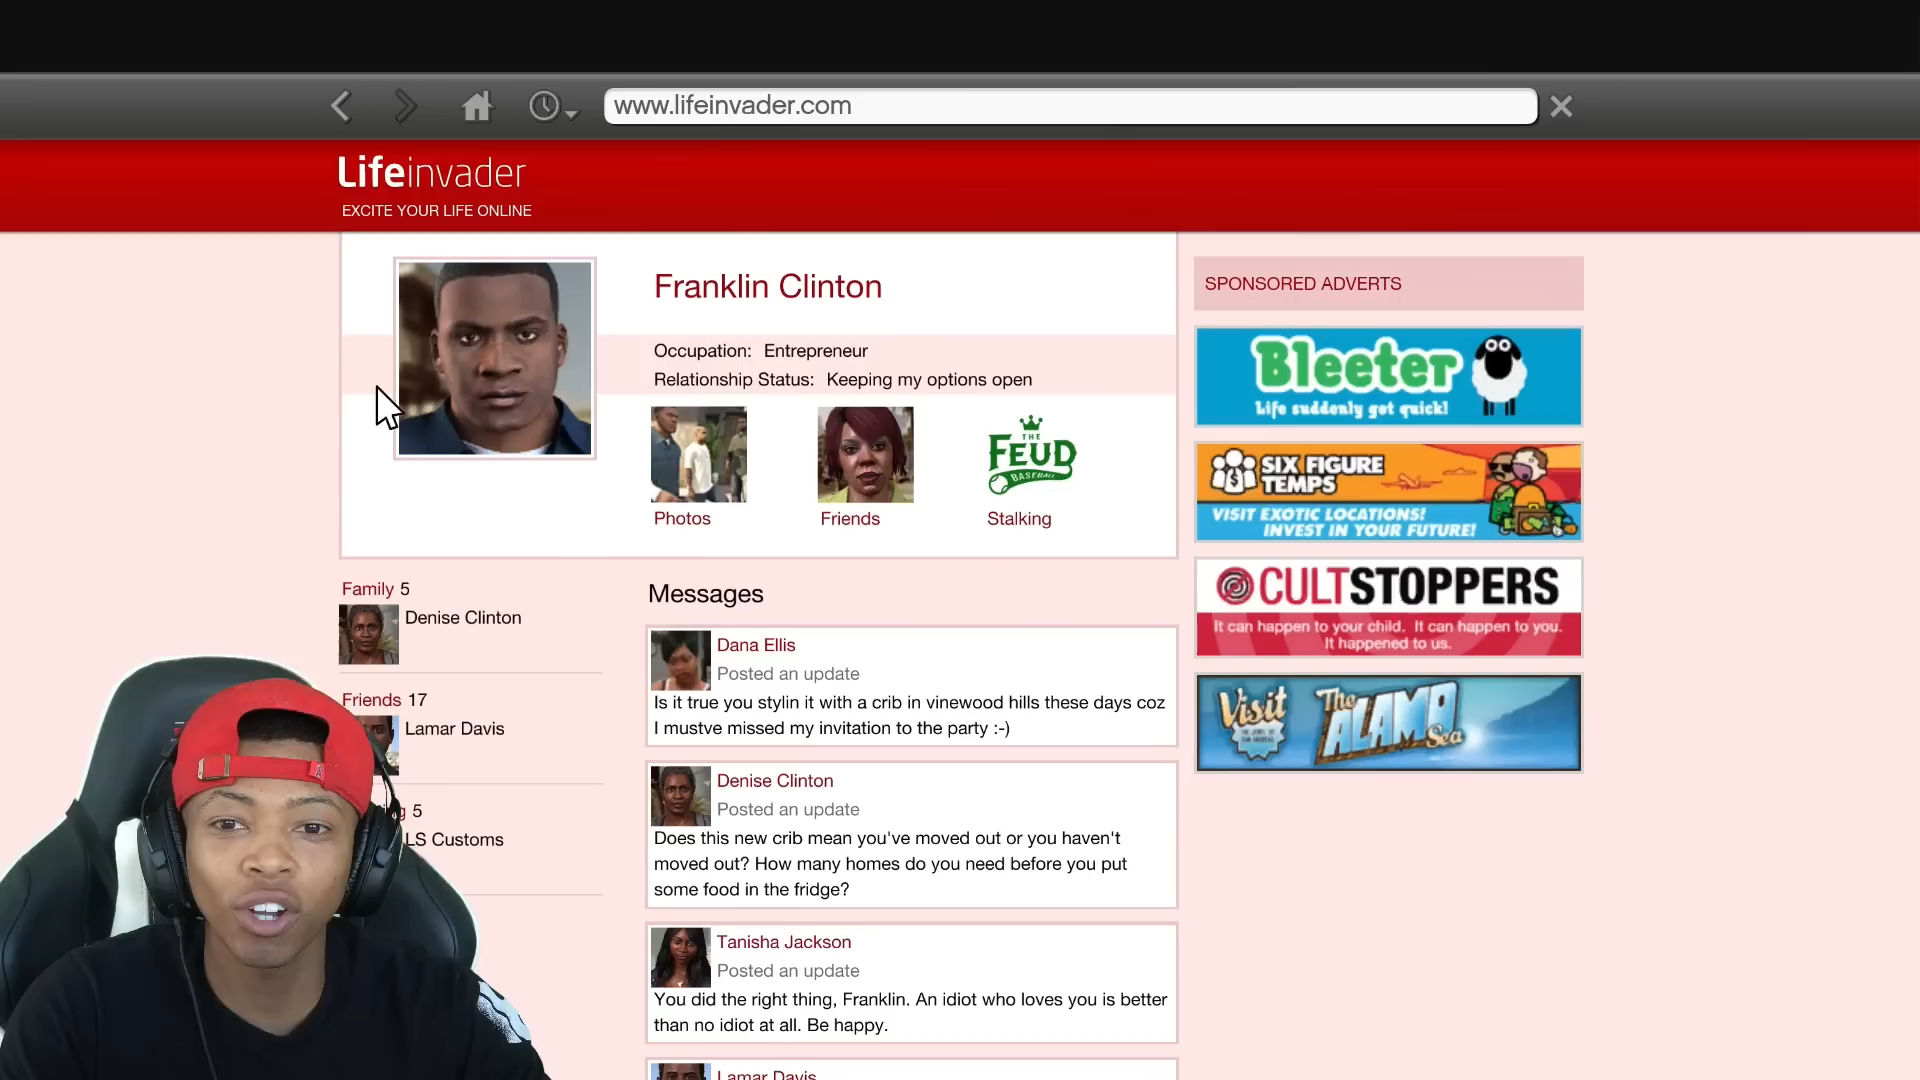 www.lifeinvader.com
Lifeinvader
EXCITE YOUR LIFE ONLINE
Franklin Clinton
Occupation: Entrepreneur
Relationship Status: Keeping my options open
THE
FEUD
BASEBALL
Photos
Friends
Stalking
Family 5
Denise Clinton
Friends 17
Lamar Davis
g 5
LS Customs
Messages
Dana Ellis
Posted an update
Is it true you stylin it with a crib in vinewood hills these days coz
I mustve missed my invitation to the party :-)
Denise Clinton
Posted an update
Does this new crib mean you've moved out or you haven't
moved out? How many homes do you need before you put
some food in the fridge?
Tanisha Jackson
Posted an update
You did the right thing, Franklin. An idiot who loves you is better
than no idiot at all. Be happy.
Lamar Davis
SPONSORED ADVERTS
Bleeter
Life suddenly got quick!
SIX FIGURE
TEMPS
VISIT EXOTIC LOCATIONS!
INVEST IN YOUR FUTURE!
CULTSTOPPERS
It can happen to your child. It can happen to you.
It happened to us.
Visit
The
ALAMO
Sea